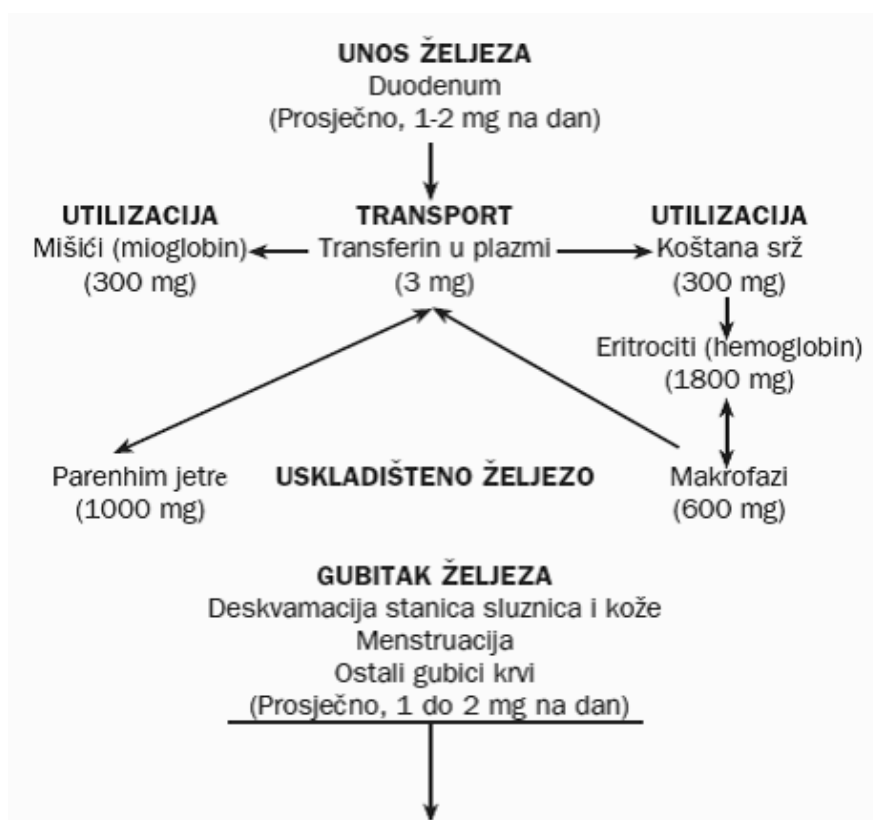 UNOS ŽELJEZA
Duodenum
(Prosječno, 1-2 mg na dan)
UTILIZACIJA
Mišići (mioglobin)
(300 mg)
TRANSPORT
Transferin u plazmi
(3 mg)
UTILIZACIJA
Koštana srž
(300 mg)
Eritrociti (hemoglobin)
(1800 mg)
Parenhim jetre
(1000 mg)
USKLADIŠTENO ŽELJEZO
Makrofazi
(600 mg)
GUBITAK ŽELJEZA
Deskvamacija stanica sluznica i kože
Menstruacija
Ostali gubici krvi
(Prosječno, 1 do 2 mg na dan)